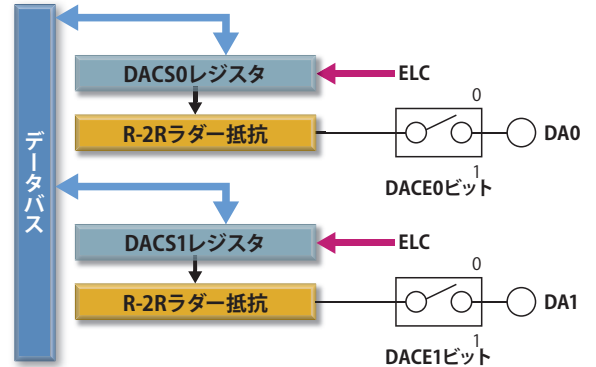 データバス
DACS0レジスタ
ELC
R-2Rラダー抵抗
0
1
DA0
DACE0ビット
DACS1レジスタ
ELC
R-2Rラダー抵抗
0
1
DA1
DACE1ビット